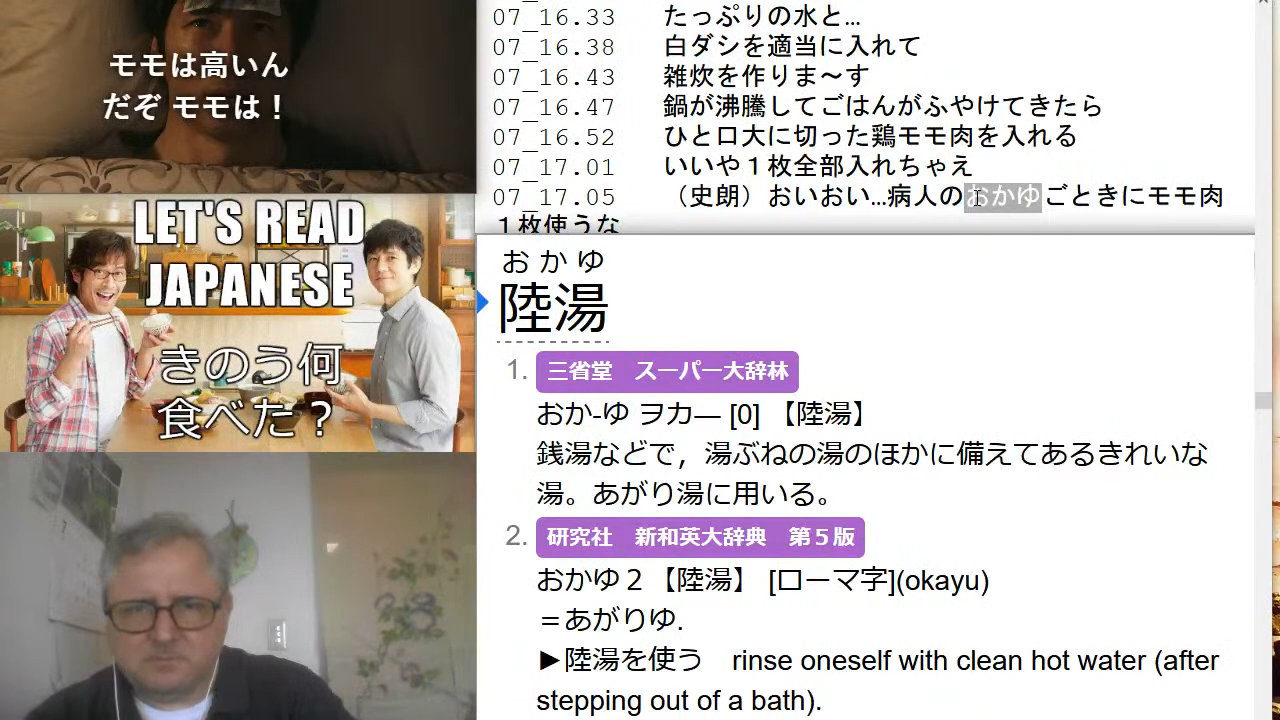 モモは高いん
だぞ モモは！
LET'S READ
JAPANESE
きのう何
食べた？
07_16.33 たっぷりの水と…
07_16.38 白ダシを適当に入れて
07_16.43 雑炊を作りま～す
07_16.47 鍋が沸騰してごはんがふやけてきたら
07_16.52 ひと口大に切った鶏モモ肉を入れる
07_17.01 いいや１枚全部入れちゃえ
07_17.05 （史朗）おいおい…病人のおかゆごときにモモ肉
１枚使うな
おかゆ
陸湯
1. 三省堂　スーパー大辞林
おか‐ゆ ヲカ― [0] 【陸湯】
銭湯などで，湯ぶねの湯のほかに備えてあるきれいな
湯。あがり湯に用いる。
2. 研究社　新和英大辞典　第５版
おかゆ２【陸湯】 [ローマ字](okayu)
＝あがりゆ.
►陸湯を使う　rinse oneself with clean hot water (after
stepping out of a bath).